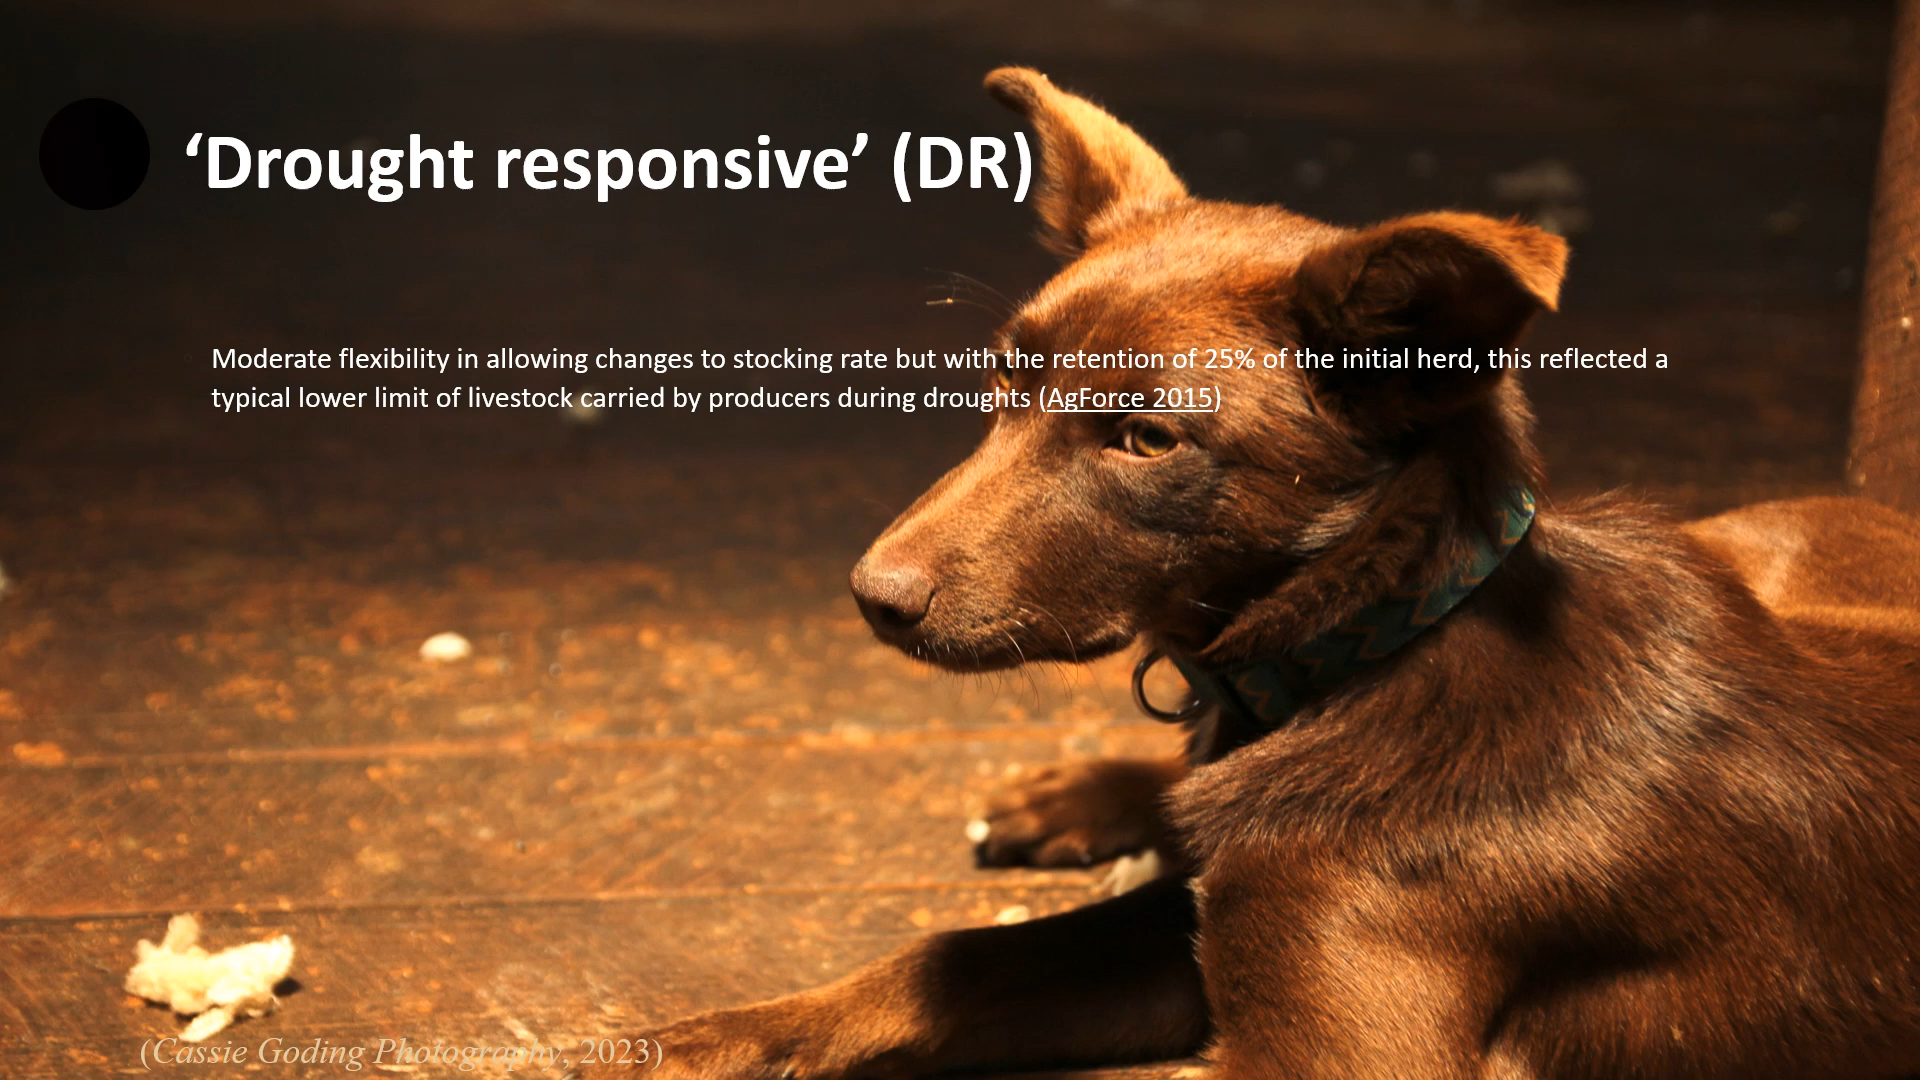 ‘Drought responsive’ (DR)
Moderate flexibility in allowing changes to stocking rate but with the retention of 25% of the initial herd, this reflected a
typical lower limit of livestock carried by producers during droughts (AgForce 2015)
(Cassie Goding Photography, 2023)